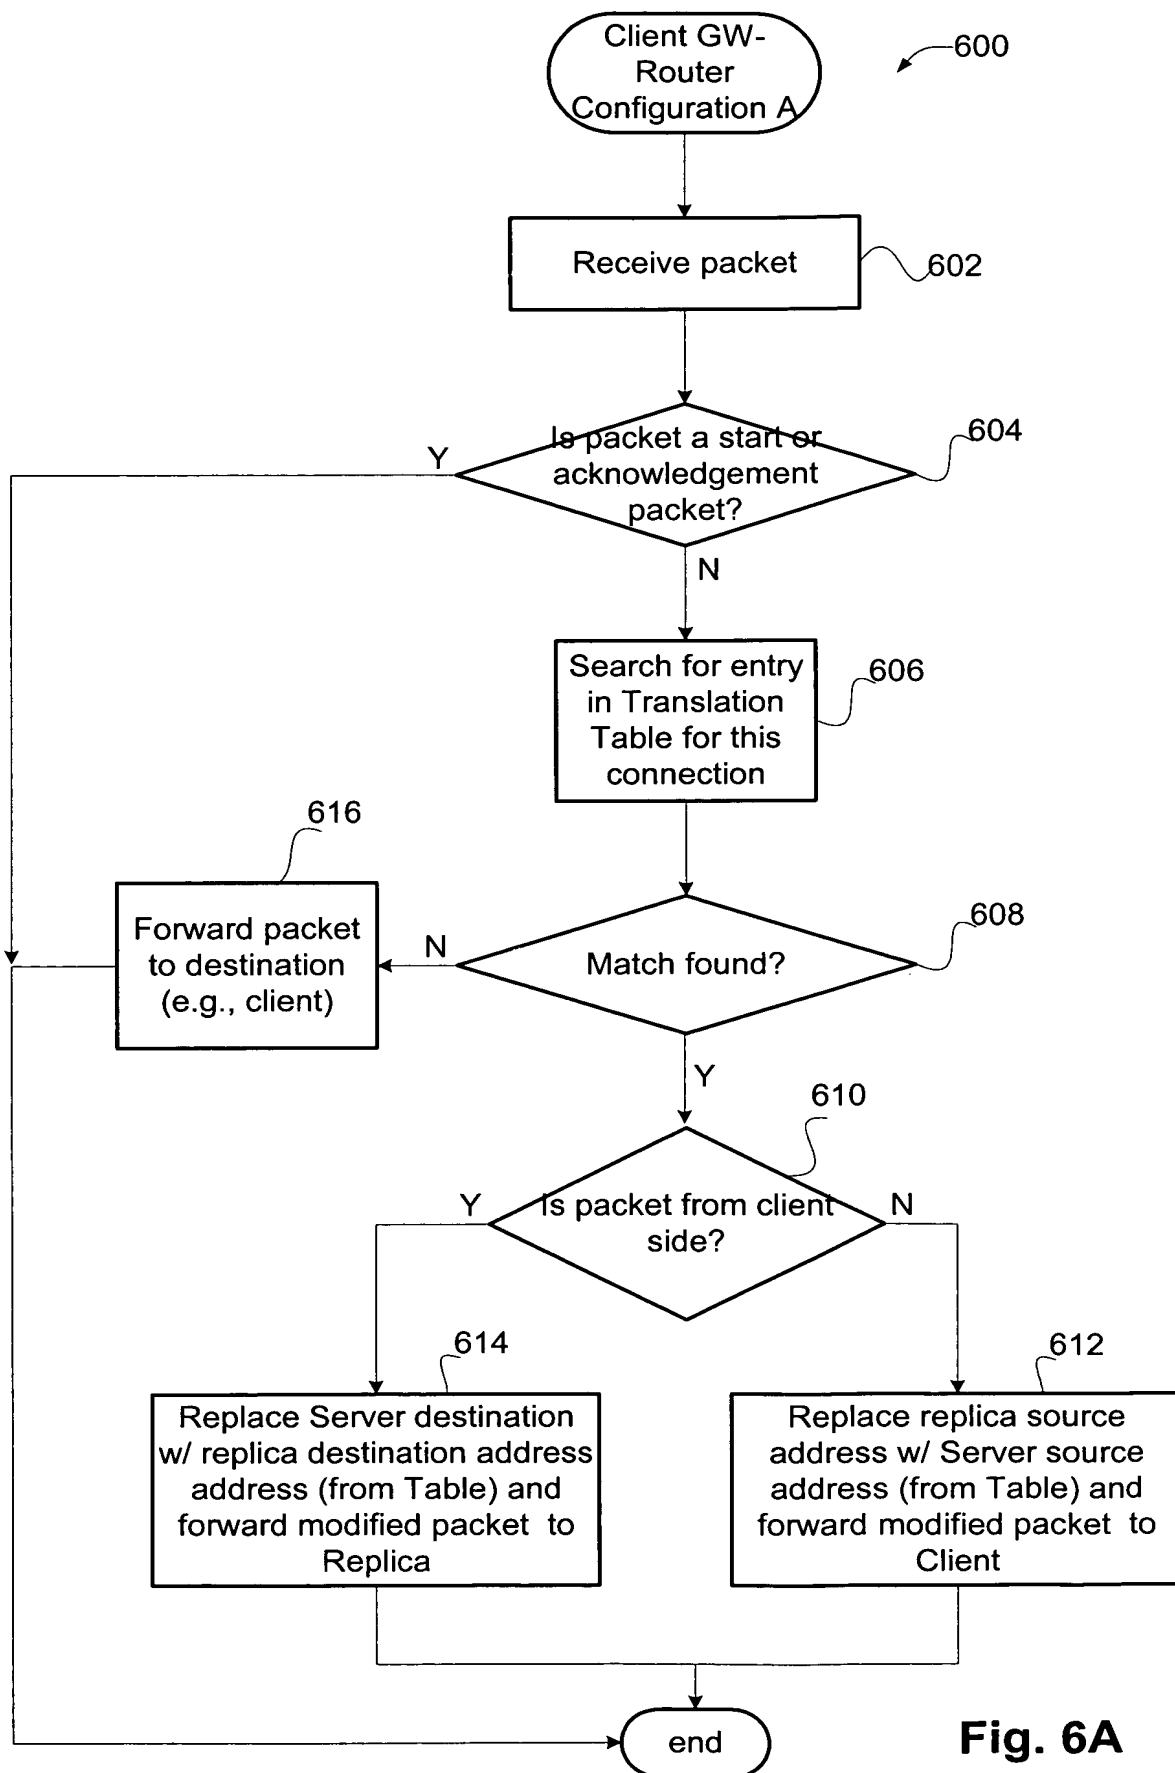 Client GW-
Router
Configuration A
600
Receive packet
602
Is packet a start or
acknowledgement
packet?
604
Y
N
Search for entry
in Translation
Table for this
connection
606
616
Forward packet
to destination
(e.g., client)
N
Match found?
608
Y
610
Y
Is packet from client
side?
N
614
612
Replace Server destination
w/ replica destination address
address (from Table) and
forward modified packet to
Replica
Replace replica source
address w/ Server source
address (from Table) and
forward modified packet to
Client
end
Fig. 6A